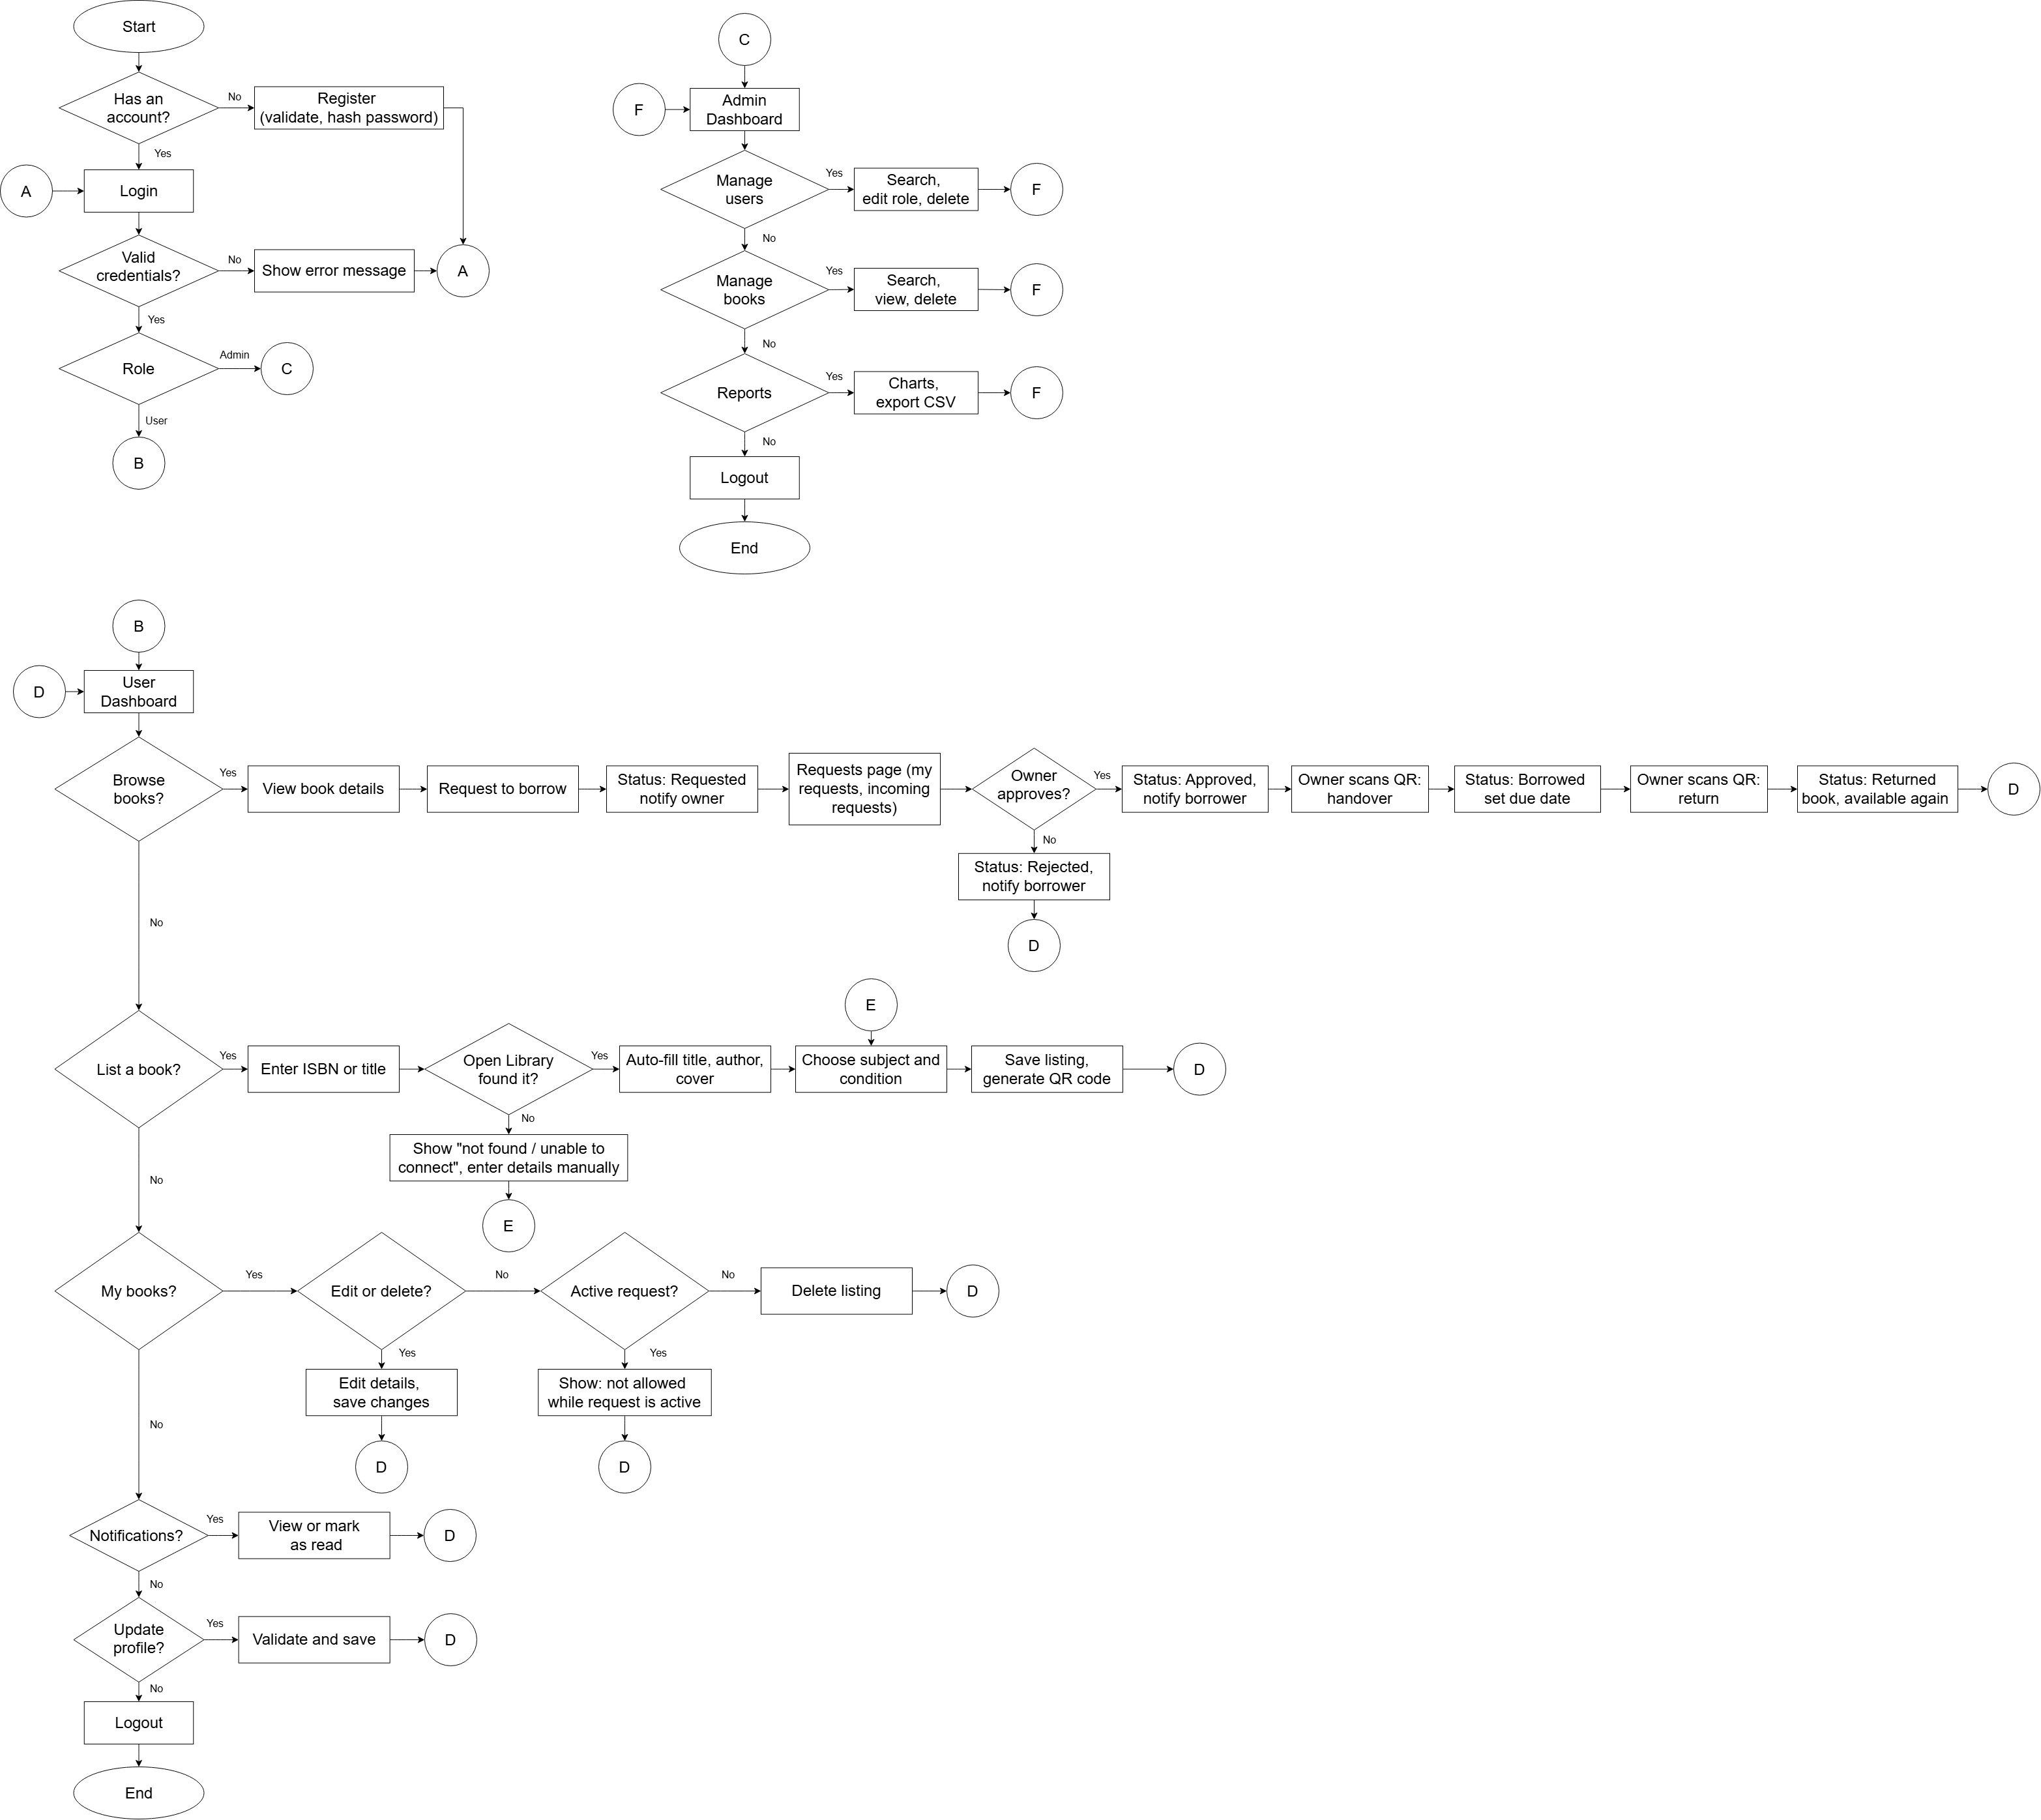 Start
Has an
account?
No
Register
(validate, hash password)
Yes
A
Login
Valid
credentials?
No
Show error message
A
Yes
Role
Admin
C
User
B
C
F
Admin
Dashboard
Manage
users
Yes
Search,
edit role, delete
F
No
Manage
books
Yes
Search,
view, delete
F
No
Reports
Yes
Charts,
export CSV
F
No
Logout
End
B
D
User
Dashboard
Browse
books?
Yes
View book details
Request to borrow
Status: Requested
notify owner
Requests page (my
requests, incoming
requests)
Owner
approves?
Yes
Status: Approved,
notify borrower
Owner scans QR:
handover
Status: Borrowed
set due date
Owner scans QR:
return
Status: Returned
book, available again
D
No
Status: Rejected,
notify borrower
D
No
List a book?
Yes
Enter ISBN or title
Open Library
found it?
Yes
Auto-fill title, author,
cover
E
Choose subject and
condition
Save listing,
generate QR code
D
No
Show "not found / unable to
connect", enter details manually
E
No
My books?
Yes
Edit or delete?
No
Active request?
No
Delete listing
D
Yes
Edit details,
save changes
D
Yes
Show: not allowed
while request is active
D
No
Notifications?
Yes
View or mark
as read
D
No
Update
profile?
Yes
Validate and save
D
No
Logout
End